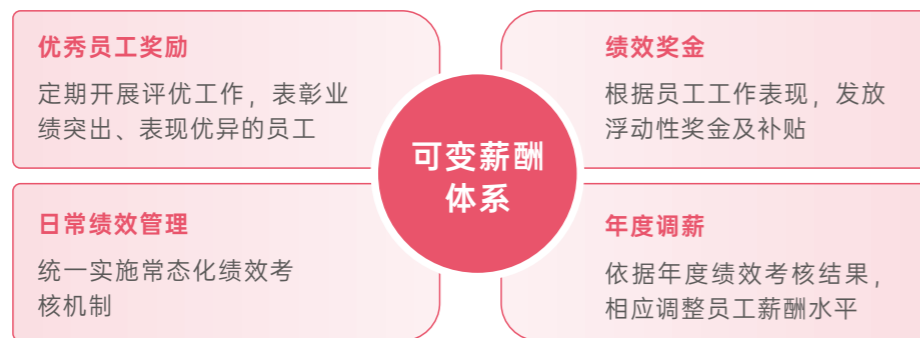 优秀员工奖励
定期开展评优工作，表彰业
绩突出、表现优异的员工
绩效奖金
根据员工工作表现，发放
浮动性奖金及补贴
可变薪酬
体系
日常绩效管理
统一实施常态化绩效考
核机制
年度调薪
依据年度绩效考核结果，
相应调整员工薪酬水平